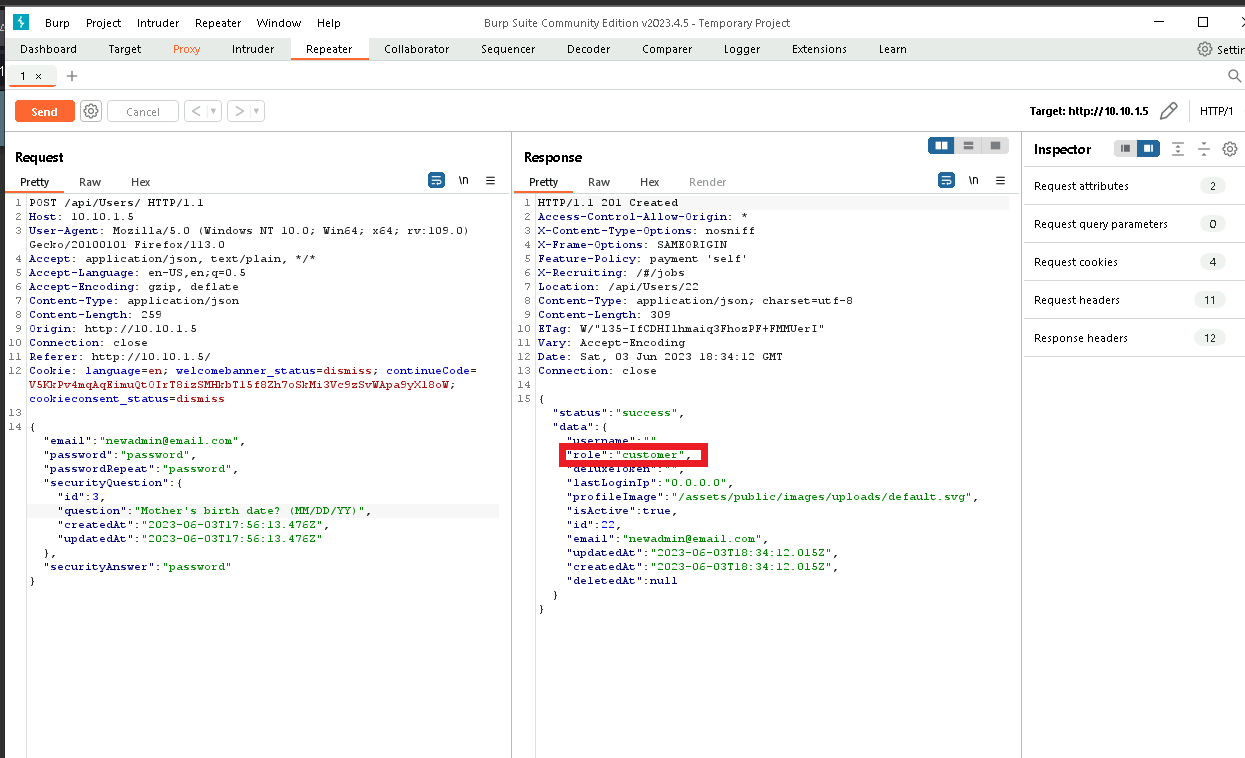 Burp Project Intruder Repeater Window Help
Burp Suite Community Edition v2023.4.5 - Temporary Project
Dashboard Target Proxy Intruder Repeater Collaborator Sequencer Decoder Comparer Logger Extensions Learn
1 ×
Send Cancel
Target: http://10.10.1.5 HTTP/1
Request
Pretty Raw Hex
\n
1 POST /api/Users/ HTTP/1.1
2 Host: 10.10.1.5
3 User-Agent: Mozilla/5.0 (Windows NT 10.0; Win64; x64; rv:109.0)
Gecko/20100101 Firefox/113.0
4 Accept: application/json, text/plain, */*
5 Accept-Language: en-US,en;q=0.5
6 Accept-Encoding: gzip, deflate
7 Content-Type: application/json
8 Content-Length: 259
9 Origin: http://10.10.1.5
10 Connection: close
11 Referer: http://10.10.1.5/
12 Cookie: language=en; welcomebanner_status=dismiss; continueCode=
cookieconsent_status=dismiss
13
14 {
"email":"newadmin@email.com",
"password":"password",
"passwordRepeat":"password",
"securityQuestion":{
"id":3,
"question":"Mother's birth date? (MM/DD/YY)",
"createdAt":"2023-06-03T17:56:13.476Z",
"updatedAt":"2023-06-03T17:56:13.476Z"
},
"securityAnswer":"password"
}
Response
Pretty Raw Hex Render
\n
1 HTTP/1.1 201 Created
2 Access-Control-Allow-Origin: *
3 X-Content-Type-Options: nosniff
4 X-Frame-Options: SAMEORIGIN
5 Feature-Policy: payment 'self'
6 X-Recruiting: /#/jobs
7 Location: /api/Users/22
8 Content-Type: application/json; charset=utf-8
9 Content-Length: 309
10 ETag:
11 Vary: Accept-Encoding
12 Date: Sat, 03 Jun 2023 18:34:12 GMT
13 Connection: close
14
15 {
"status":"success",
"data":{
"username":""
"role":"customer",
"deluxeToken":"",
"lastLoginIp":"0.0.0.0",
"profileImage":"/assets/public/images/uploads/default.svg",
"isActive":true,
"id":22,
"email":"newadmin@email.com",
"updatedAt":"2023-06-03T18:34:12.015Z",
"createdAt":"2023-06-03T18:34:12.015Z",
"deletedAt":null
}
}
Inspector
Request attributes 2
Request query parameters 0
Request cookies 4
Request headers 11
Response headers 12